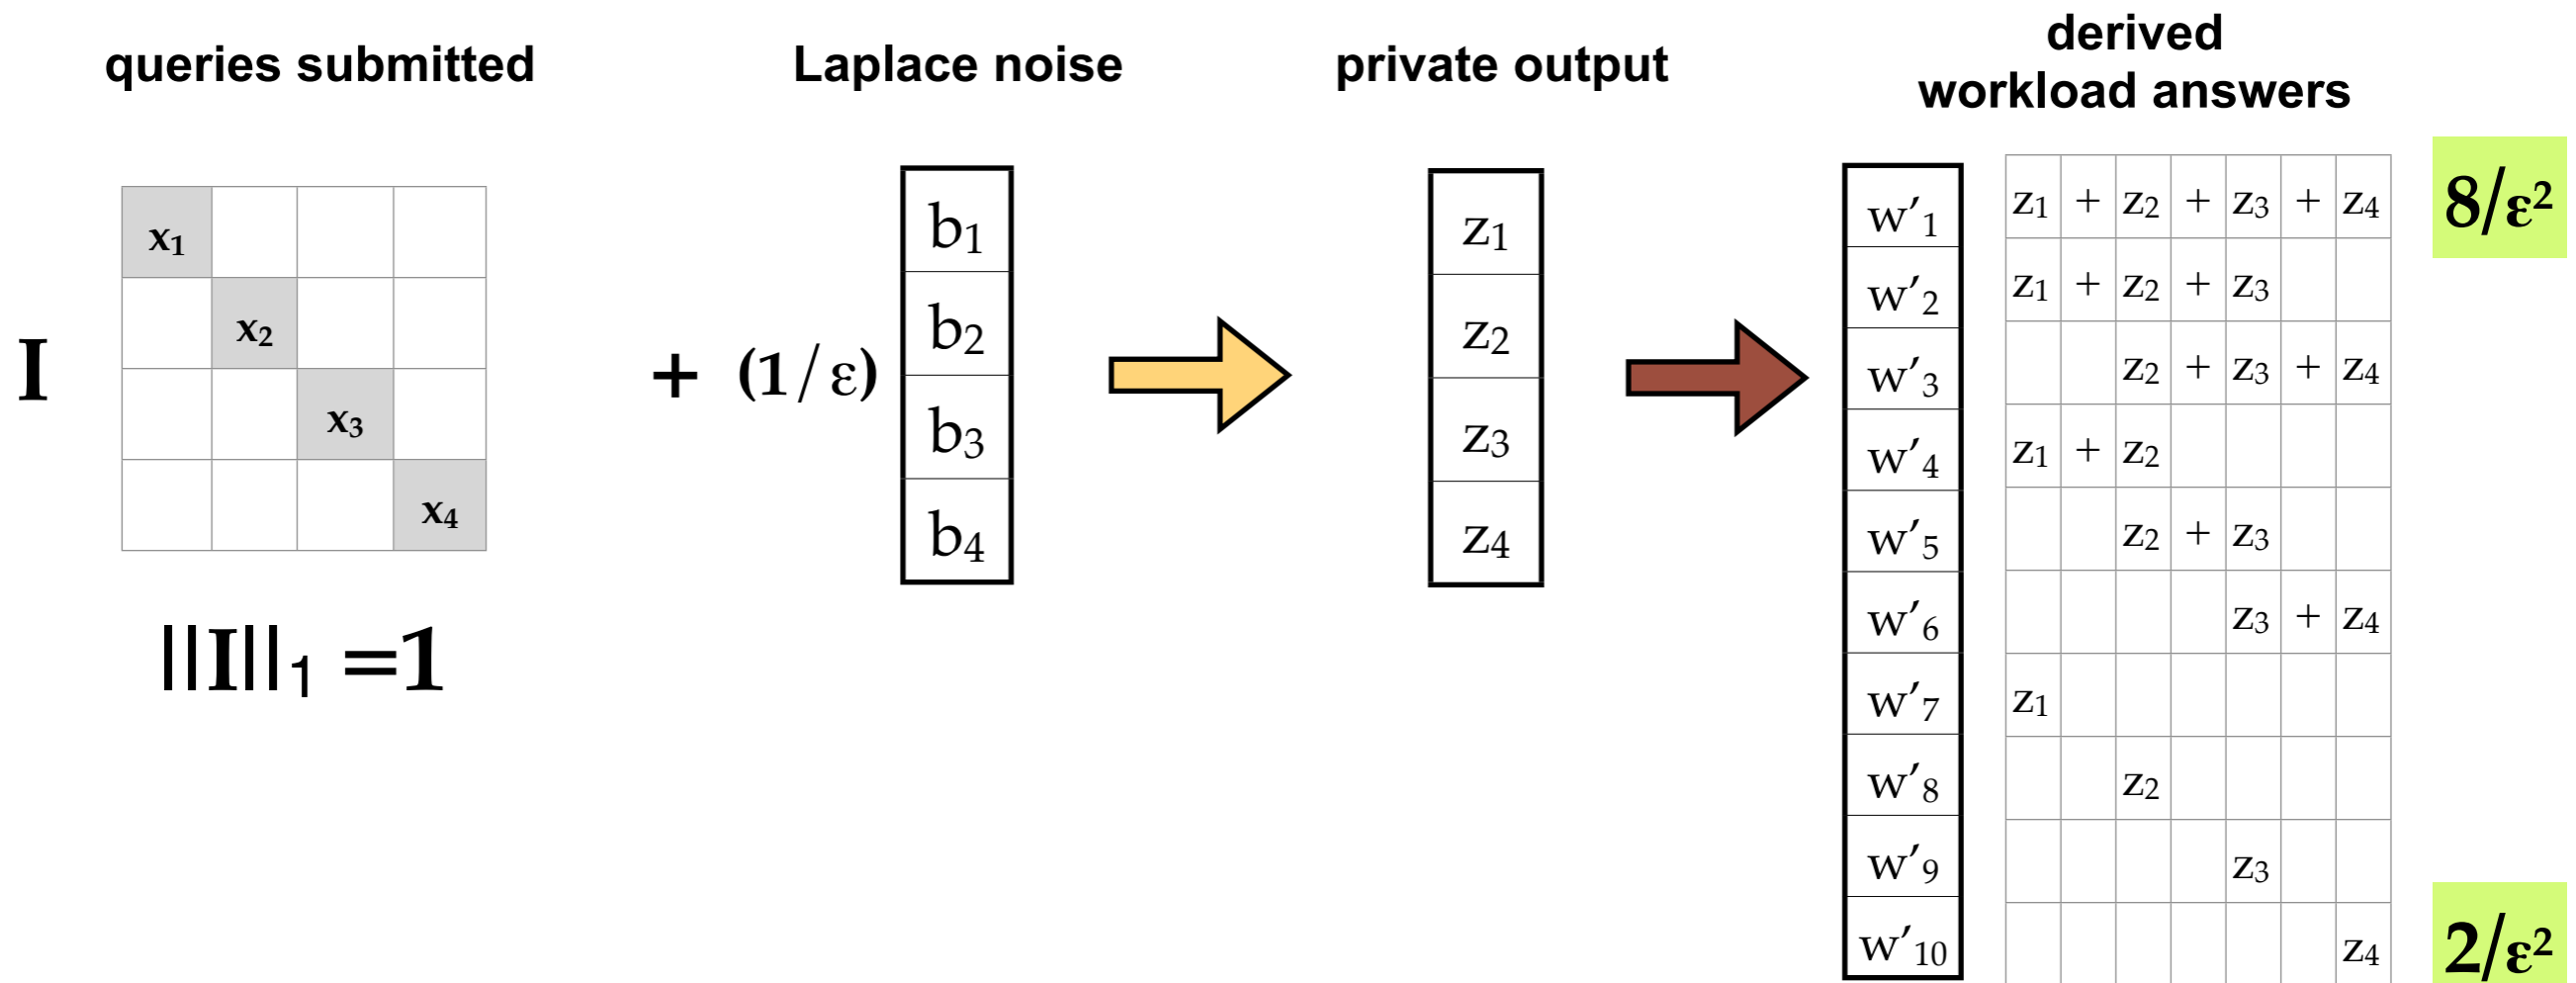 queries submitted
Laplace noise
private output
derived
workload answers
I
x₁
x₂
x₃
x₄
||I||₁ =1
+ (1/ε)
b₁
b₂
b₃
b₄
z₁
z₂
z₃
z₄
w′₁ z₁ + z₂ + z₃ + z₄ 8/ε²
w′₂ z₁ + z₂ + z₃
w′₃ z₂ + z₃ + z₄
w′₄ z₁ + z₂
w′₅ z₂ + z₃
w′₆ z₃ + z₄
w′₇ z₁
w′₈ z₂
w′₉ z₃
w′₁₀ z₄ 2/ε²